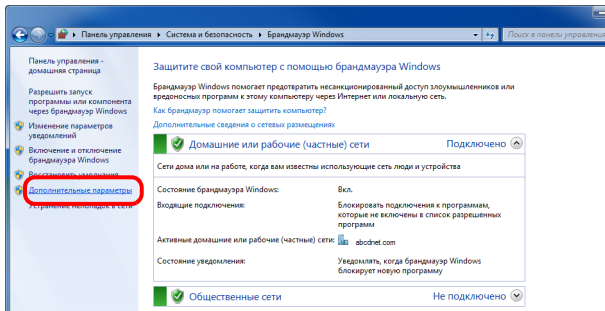 Панель управления ▸ Система и безопасность ▸ Брандмауэр Windows
Поиск в панели управления
Панель управления -
домашняя страница
Разрешить запуск
программы или компонента
через брандмауэр Windows
Изменение параметров
уведомлений
Включение и отключение
брандмауэра Windows
Восстановить умолчания
Дополнительные параметры
Устранение неполадок в сети
Защитите свой компьютер с помощью брандмауэра Windows
Брандмауэр Windows помогает предотвратить несанкционированный доступ злоумышленников или
вредоносных программ к этому компьютеру через Интернет или локальную сеть.
Как брандмауэр помогает защитить компьютер?
Дополнительные сведения о сетевых размещениях
Домашние или рабочие (частные) сети Подключено
Сети дома или на работе, когда вам известны использующие сеть люди и устройства
Состояние брандмауэра Windows: Вкл.
Входящие подключения: Блокировать подключения к программам,
которые не включены в список разрешенных
программ
Активные домашние или рабочие (частные) сети: abcdnet.com
Состояние уведомления: Уведомлять, когда брандмауэр Windows
блокирует новую программу
Общественные сети Не подключено